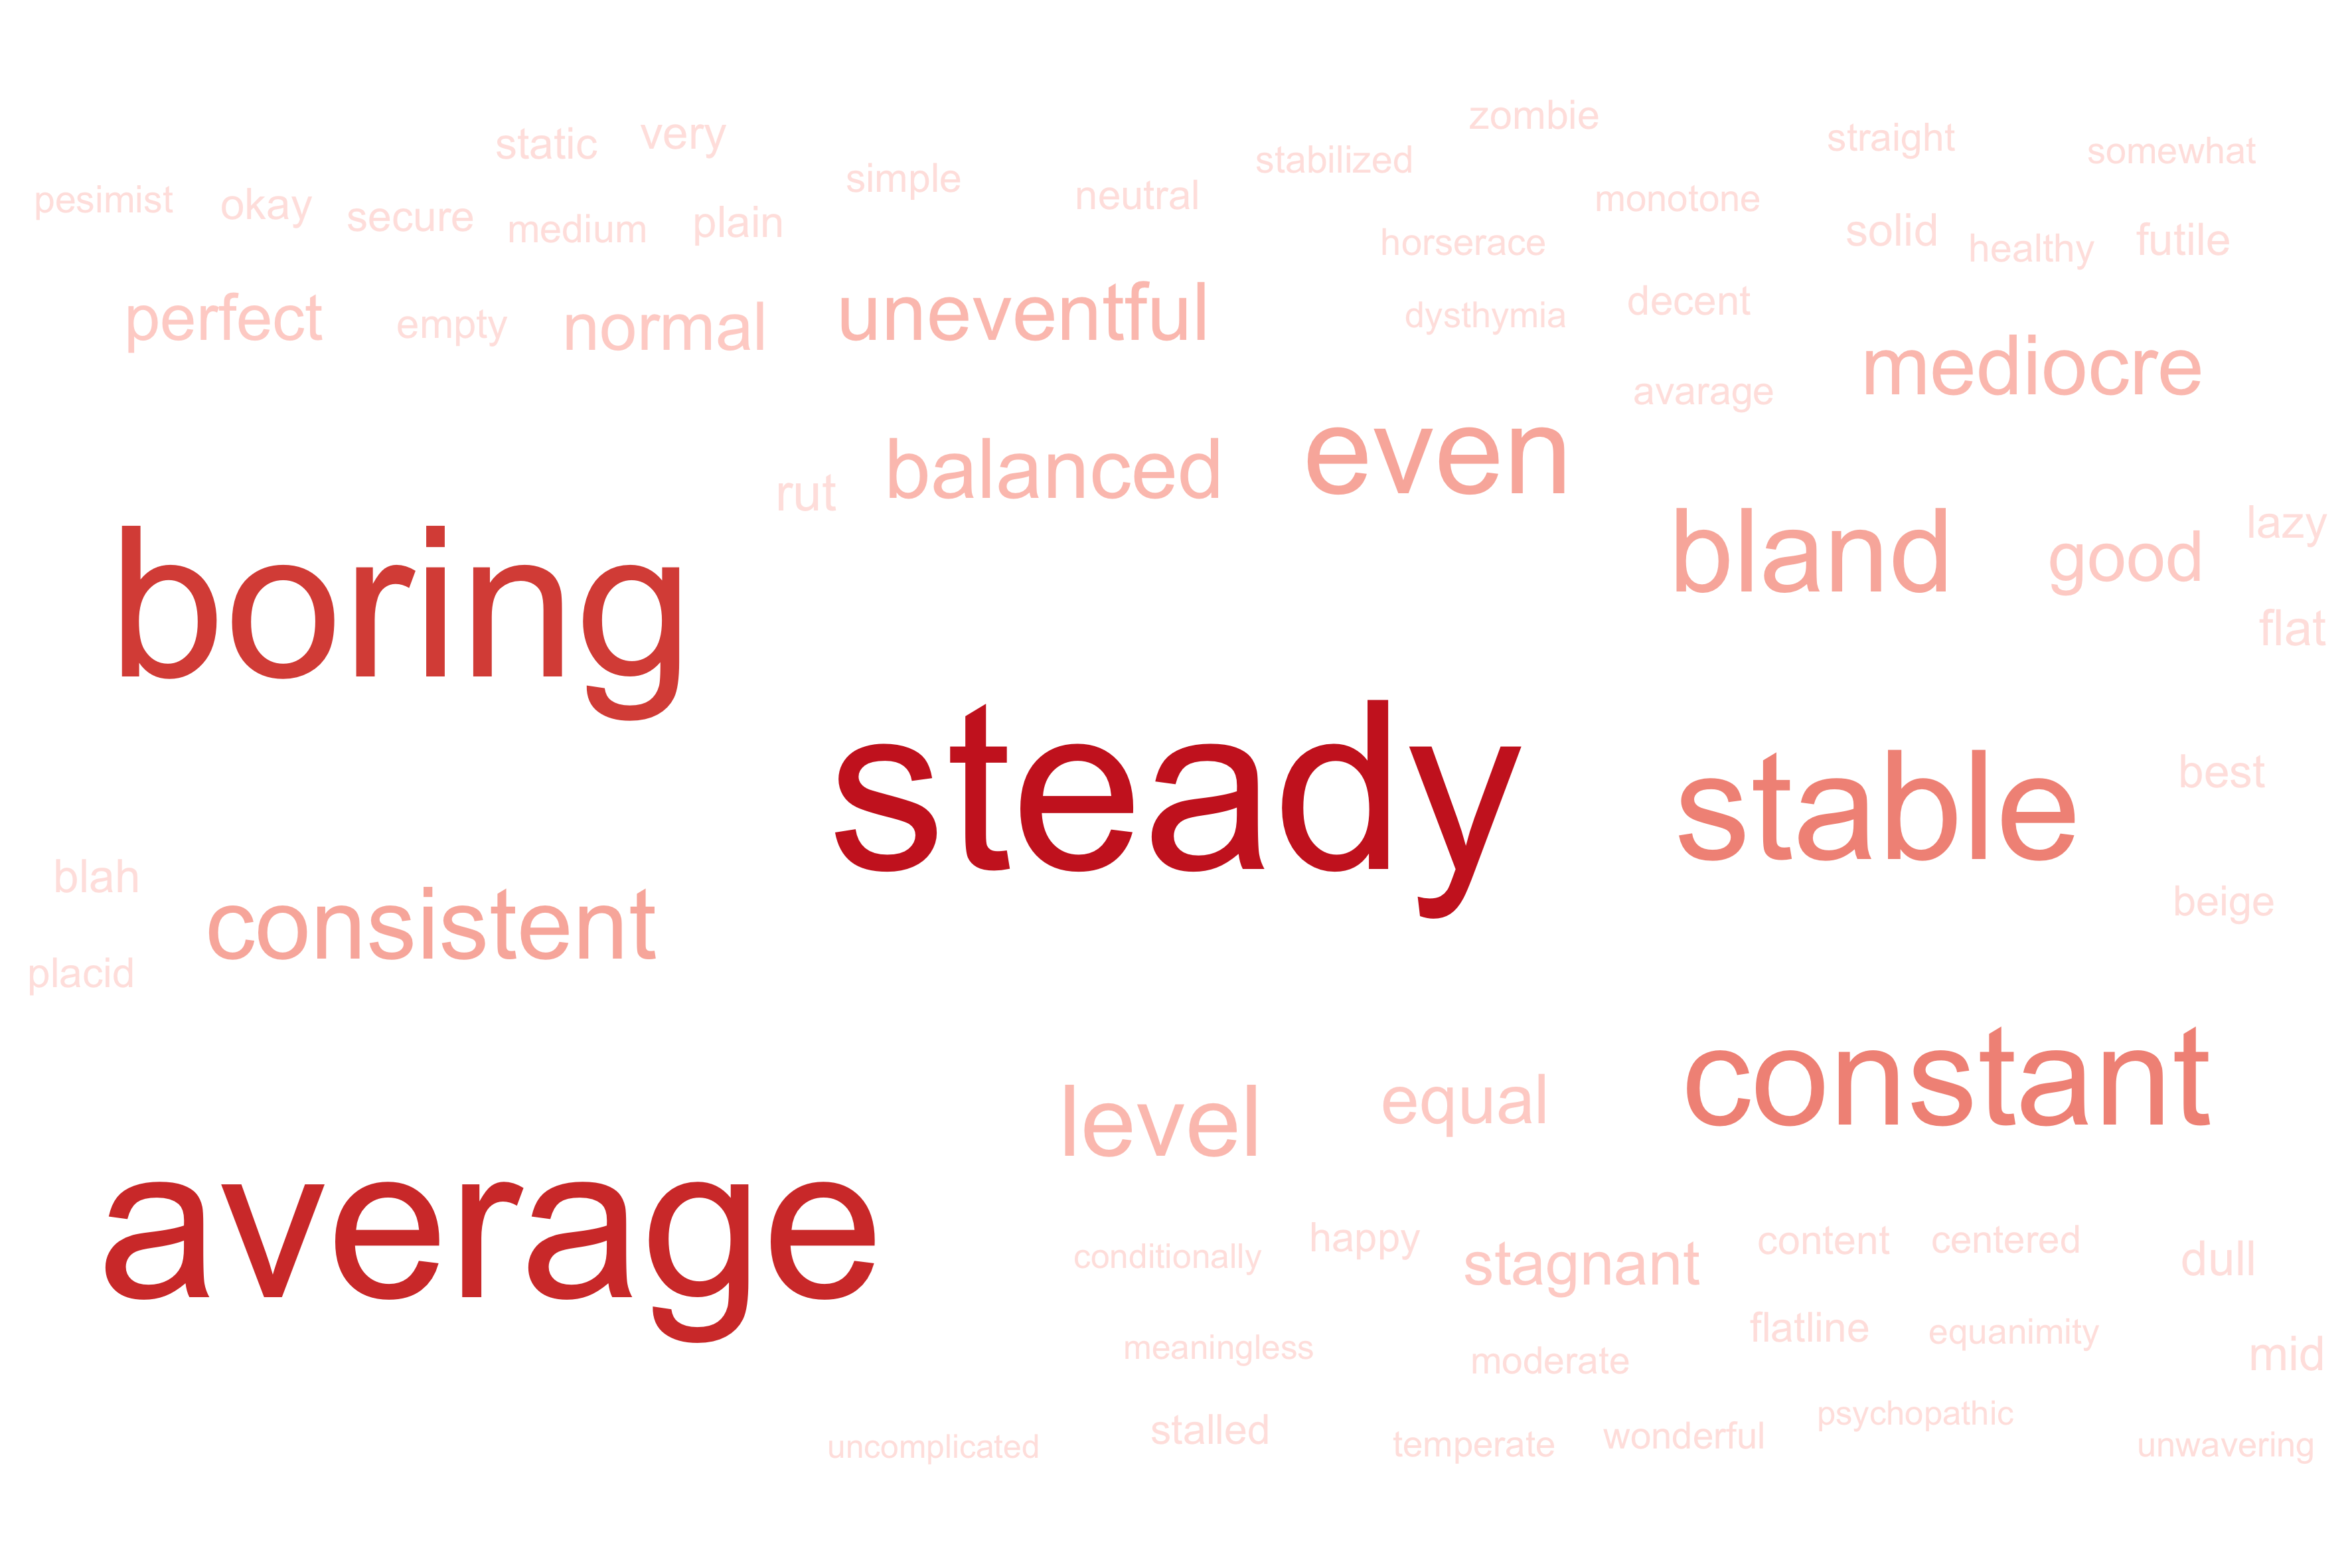 zombie
static
very
straight
somewhat
stabilized
simple
neutral
monotone
pesimist
okay
secure
medium
plain
solid
healthy
futile
horserace
perfect
empty
normal
uneventful
dysthymia
decent
mediocre
avarage
rut
balanced
even
bland
good
lazy
flat
boring
steady
stable
best
blah
consistent
beige
placid
level
equal
constant
average
conditionally
happy
stagnant
content
centered
dull
meaningless
moderate
flatline
equanimity
mid
uncomplicated
stalled
temperate
wonderful
psychopathic
unwavering